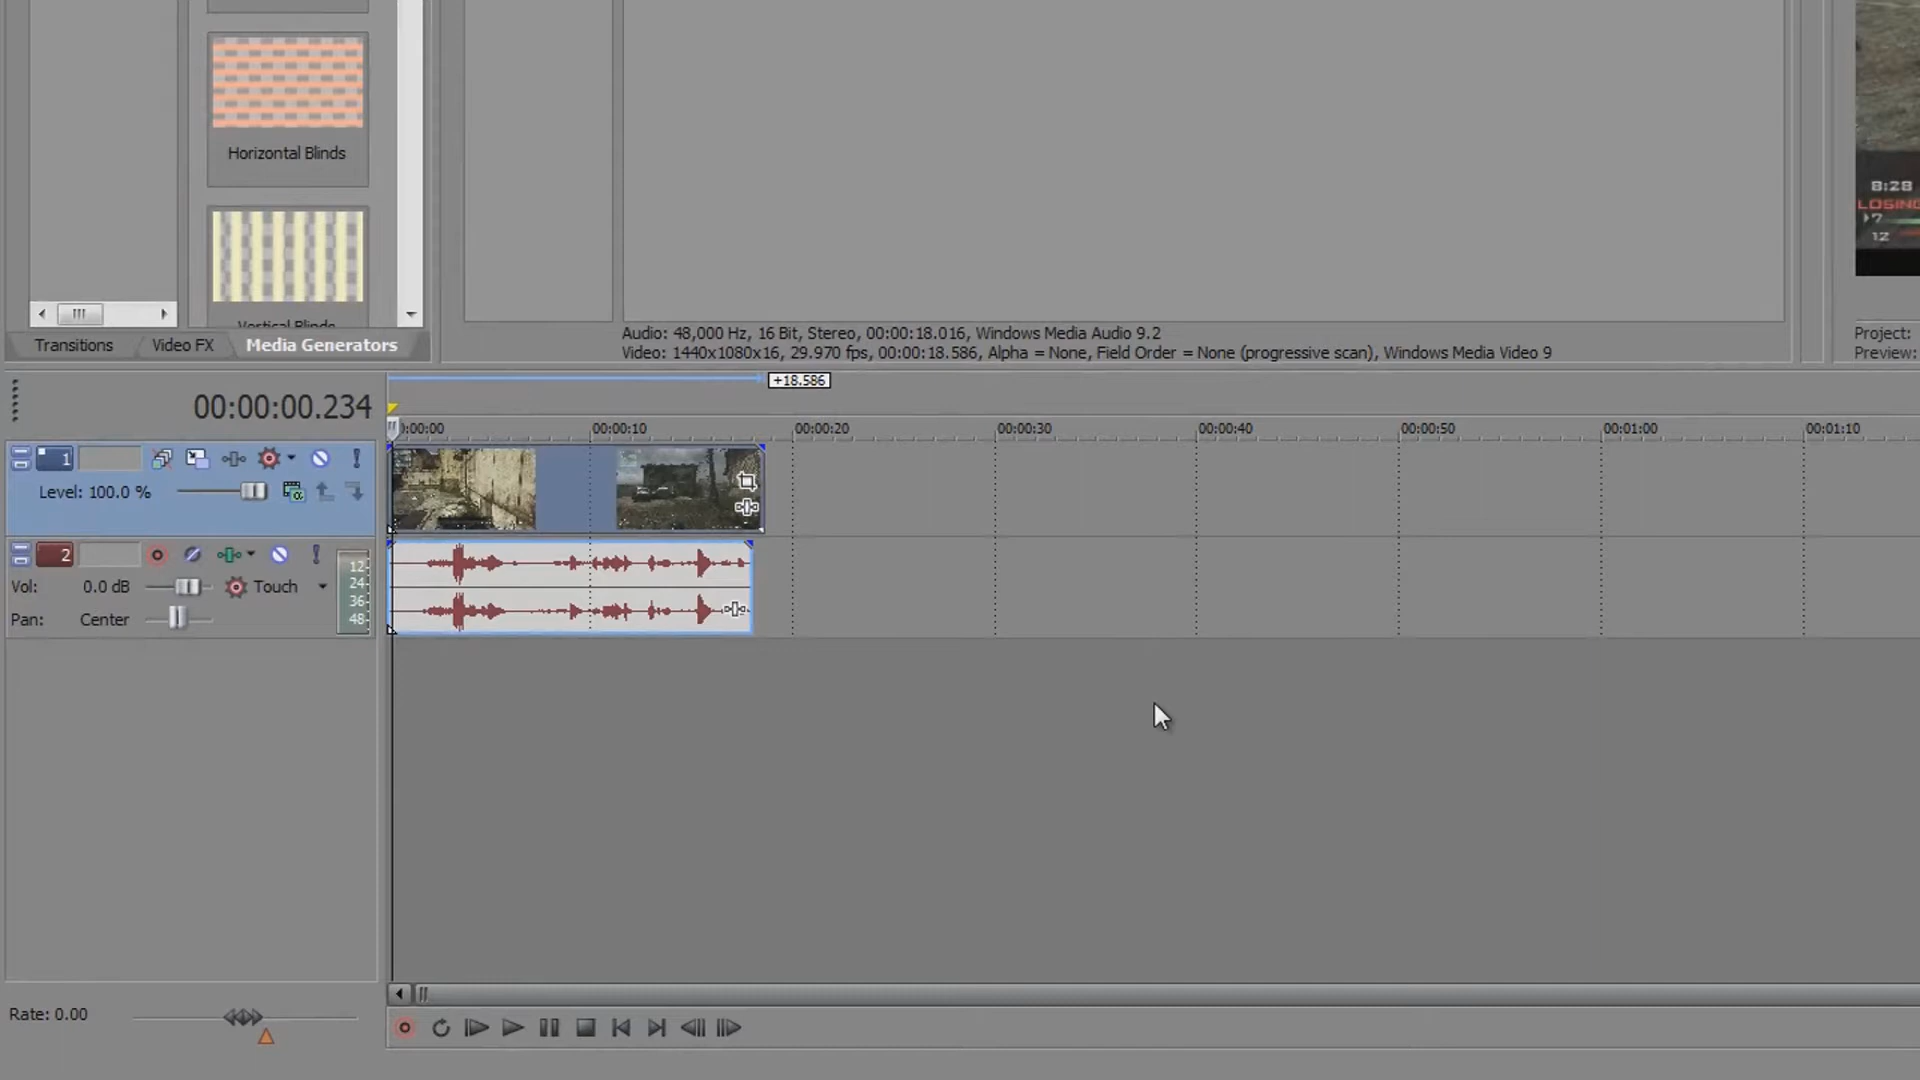 Horizontal Blinds
Vertical Blinds
Transitions
Video FX
Media Generators
Audio: 48,000 Hz, 16 Bit, Stereo, 00:00:18.016, Windows Media Audio 9.2
Video: 1440x1080x16, 29.970 fps, 00:00:18.586, Alpha = None, Field Order = None (progressive scan), Windows Media Video 9
8:28
LOSING
7
12
Project:
Preview:
+18.586
00:00:00.234
):00:00
00:00:10
00:00:20
00:00:30
00:00:40
00:00:50
00:01:00
00:01:10
1
Level: 100.0 %
2
Vol: 0.0 dB
Touch
Pan: Center
12
24
36
48
Rate: 0.00